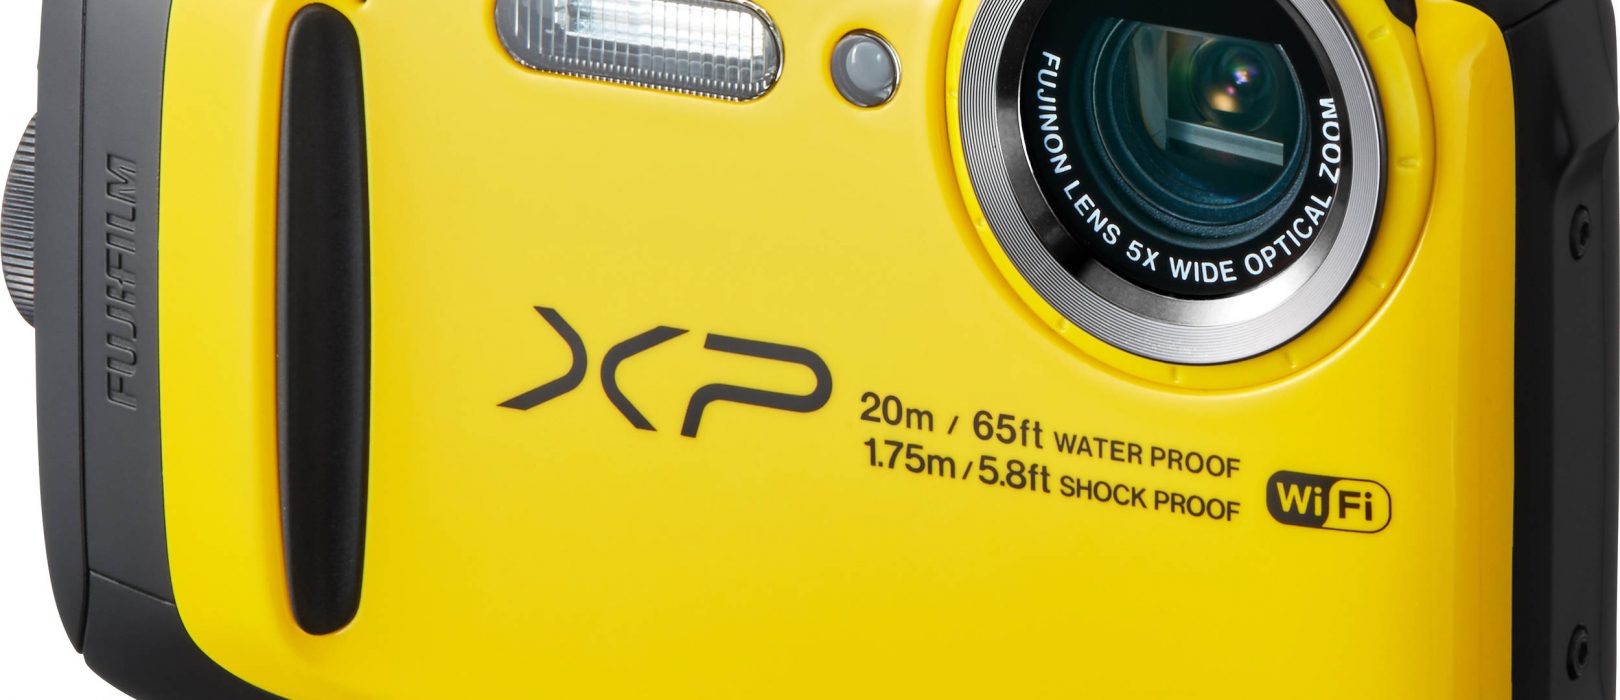 FUJIFILM
FUJINON LENS 5X WIDE OPTICAL ZOOM
XP
20m / 65ft WATER PROOF
1.75m/5.8ft SHOCK PROOF
WiFi